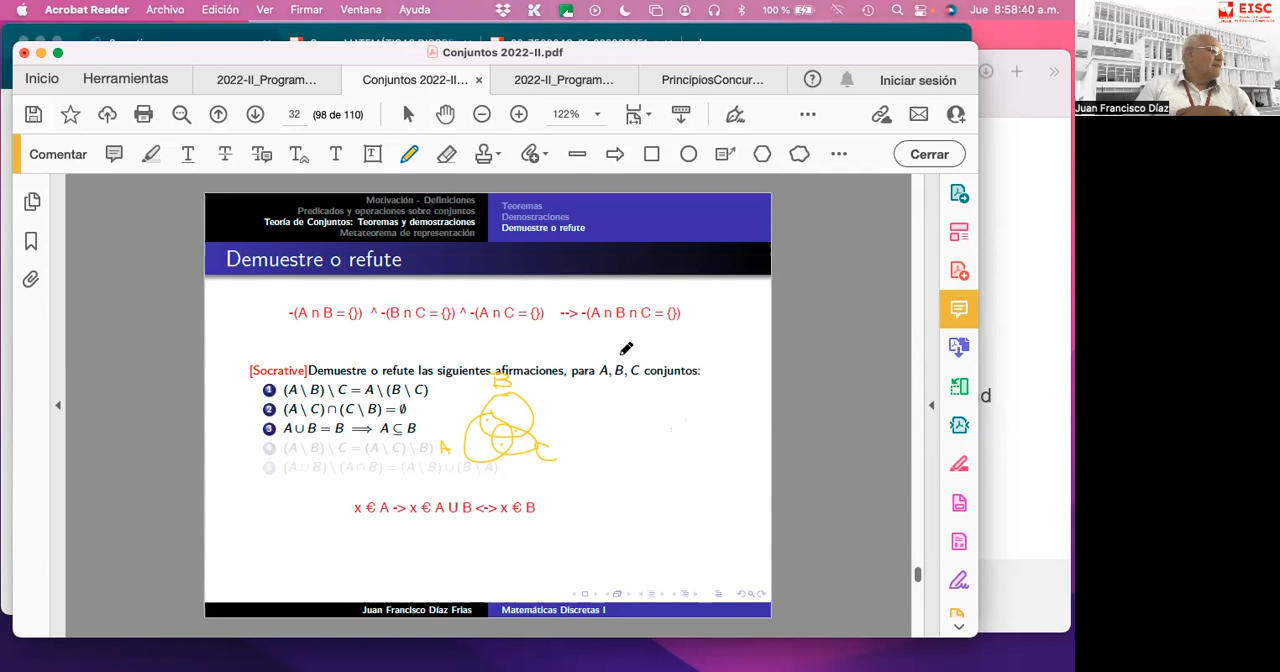 Acrobat Reader Archivo Edición Ver Firmar Ventana Ayuda 100 % Jue 8:58:40 a.m.
EISC
Conjuntos 2022-II.pdf
Inicio Herramientas 2022-II_Program... Conjuntos 2022-II... × 2022-II_Program... PrincipiosConcur... Iniciar sesión
32 (98 de 110) 122%
Comentar Cerrar
Juan Francisco Díaz
Motivación - Definiciones
Predicados y operaciones sobre conjuntos
Teoría de Conjuntos: Teoremas y demostraciones
Metateorema de representación
Teoremas
Demostraciones
Demuestre o refute
Demuestre o refute
-(A n B = {}) ^ -(B n C = {}) ^ -(A n C = {}) --> -(A n B n C = {})
[Socrative]Demuestre o refute las siguientes afirmaciones, para A, B, C conjuntos:
B
1 (A \ B) \ C = A \ (B \ C)
2 (A \ C) ∩ (C \ B) = ∅
3 A ∪ B = B ⟹ A ⊆ B
4 (A \ B) \ C = (A \ C) \ B) A C
5 (A ∪ B) \ (A ∩ B) = (A \ B) ∪ (B \ A)
x € A -> x € A U B <-> x € B
Juan Francisco Díaz Frias Matemáticas Discretas I